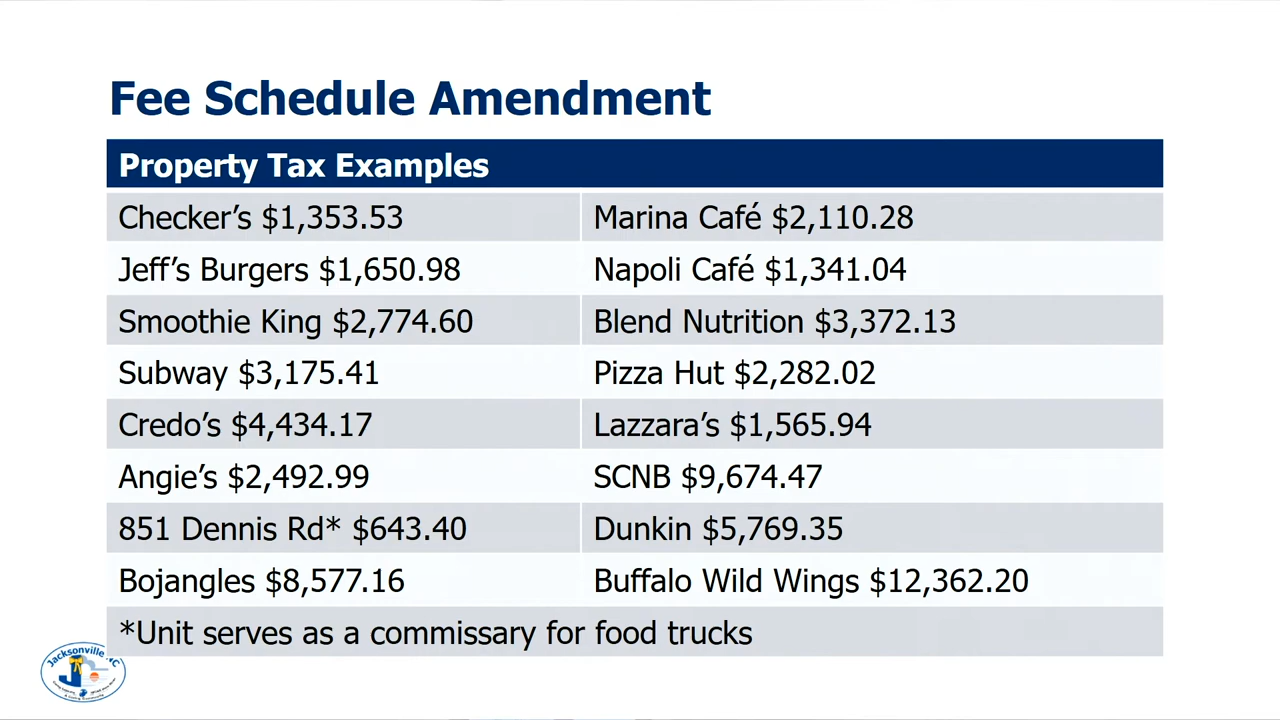 Fee Schedule Amendment
Property Tax Examples
Checker’s $1,353.53 Marina Café $2,110.28
Jeff’s Burgers $1,650.98 Napoli Café $1,341.04
Smoothie King $2,774.60 Blend Nutrition $3,372.13
Subway $3,175.41 Pizza Hut $2,282.02
Credo’s $4,434.17 Lazzara’s $1,565.94
Angie’s $2,492.99 SCNB $9,674.47
851 Dennis Rd* $643.40 Dunkin $5,769.35
Bojangles $8,577.16 Buffalo Wild Wings $12,362.20
*Unit serves as a commissary for food trucks
Jacksonville NC